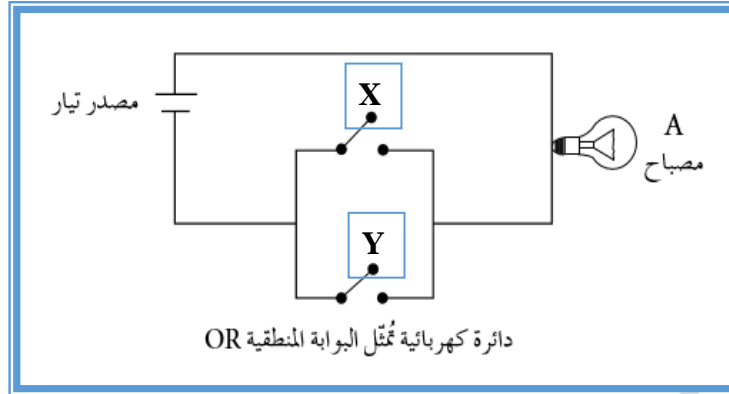 X
مصدر تيار
A
مصباح
Y
دائرة كهربائية تُمثّل البوابة المنطقية OR